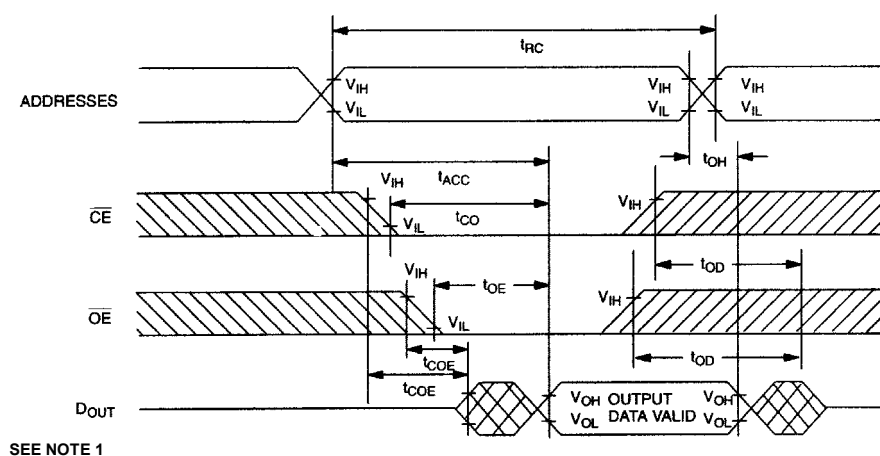 tRC
ADDRESSES
VIH
VIL
VIH
VIL
VIH
VIL
tOH
tACC
CE
VIH
VIL
tCO
VIH
tOD
OE
VIH
VIL
tOE
VIH
tOD
tCOE
tCOE
DOUT
VOH
VOL
OUTPUT
DATA VALID
VOH
VOL
SEE NOTE 1